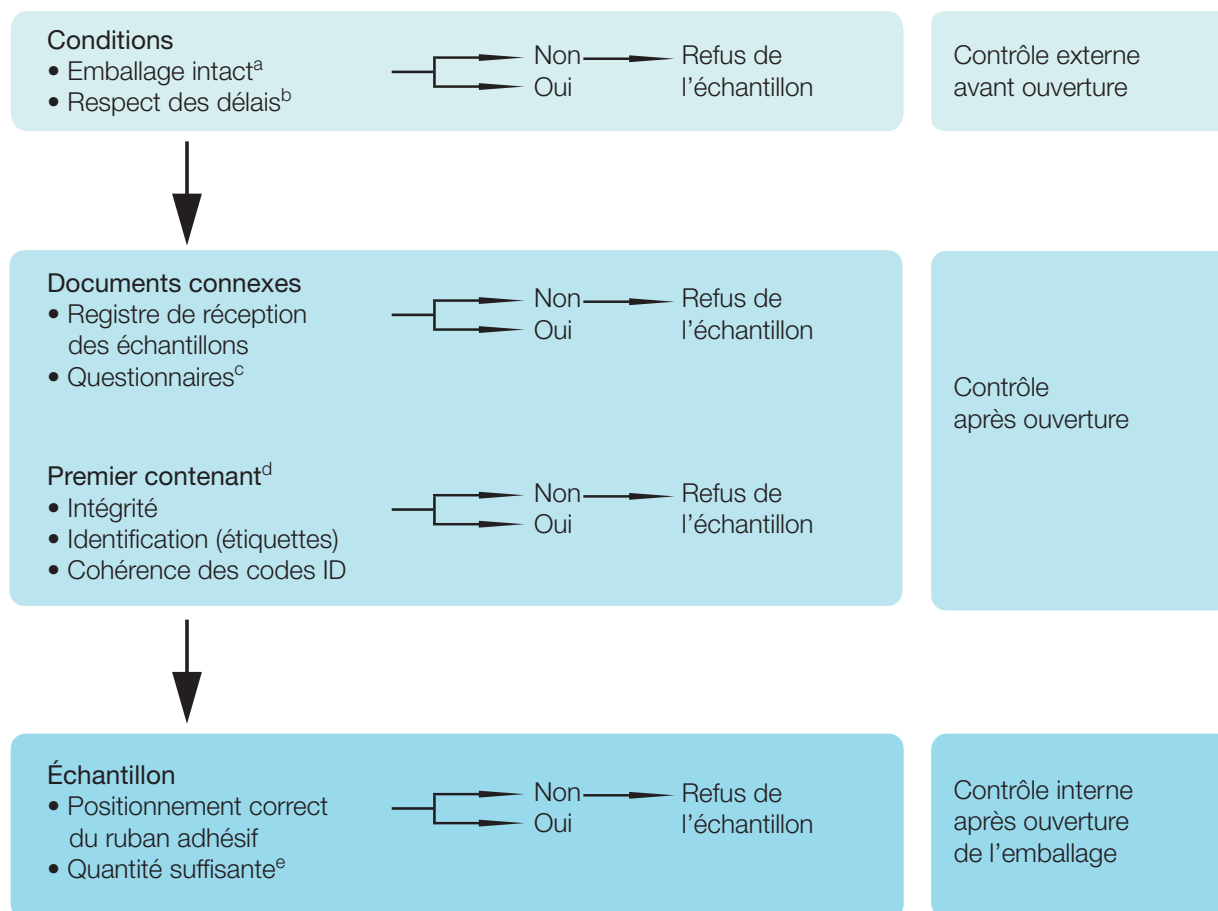 Conditions
• Emballage intactᵃ
• Respect des délaisᵇ
Non
Oui
Refus de
l'échantillon
Contrôle externe
avant ouverture
Documents connexes
• Registre de réception
des échantillons
• Questionnairesᶜ
Non
Oui
Refus de
l'échantillon
Premier contenantᵈ
• Intégrité
• Identification (étiquettes)
• Cohérence des codes ID
Non
Oui
Refus de
l'échantillon
Contrôle
après ouverture
Échantillon
• Positionnement correct
du ruban adhésif
• Quantité suffisanteᵉ
Non
Oui
Refus de
l'échantillon
Contrôle interne
après ouverture
de l'emballage